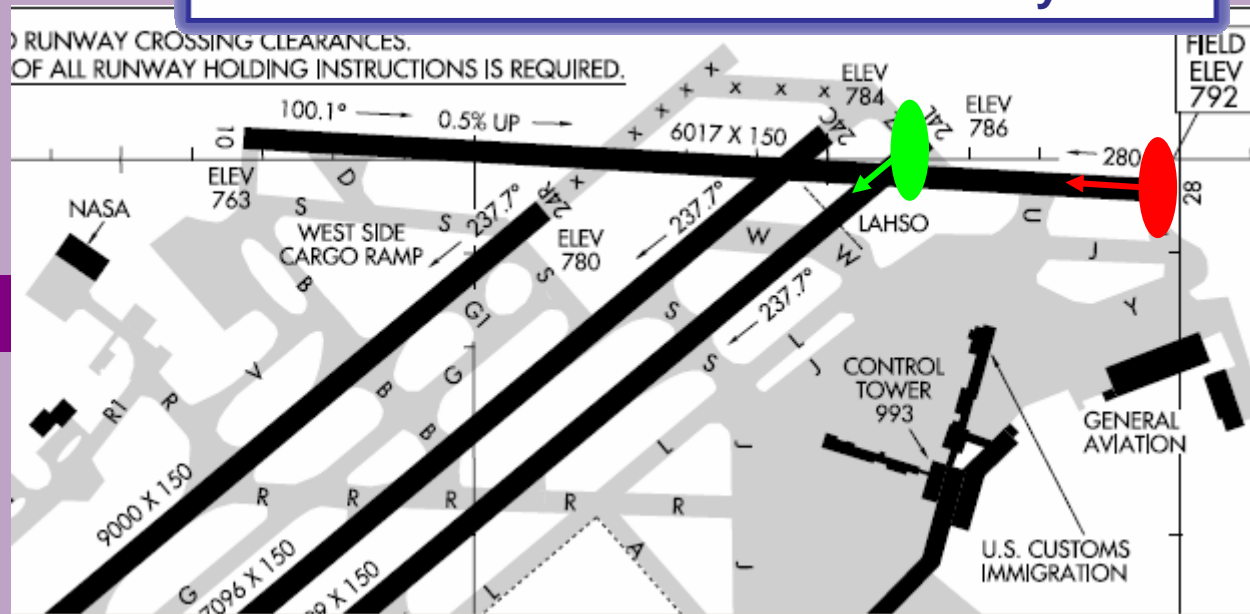 RUNWAY CROSSING CLEARANCES.
OF ALL RUNWAY HOLDING INSTRUCTIONS IS REQUIRED.
FIELD
ELEV
792
ELEV
784
ELEV
786
100.1°
0.5% UP
6017 X 150
10
24C
24L
280
28
ELEV
763
D
S
S
237.7°
24R
237.7°
U
LAHSO
NASA
WEST SIDE
CARGO RAMP
ELEV
780
W
W
J
B
S
237.7°
Y
G1
S
L
J
S
V
G
B
B
CONTROL
TOWER
993
R1
R
GENERAL
AVIATION
L
J
9000 X 150
R
R
R
R
R
A
U.S. CUSTOMS
IMMIGRATION
J
G
7096 X 150
X 150
L